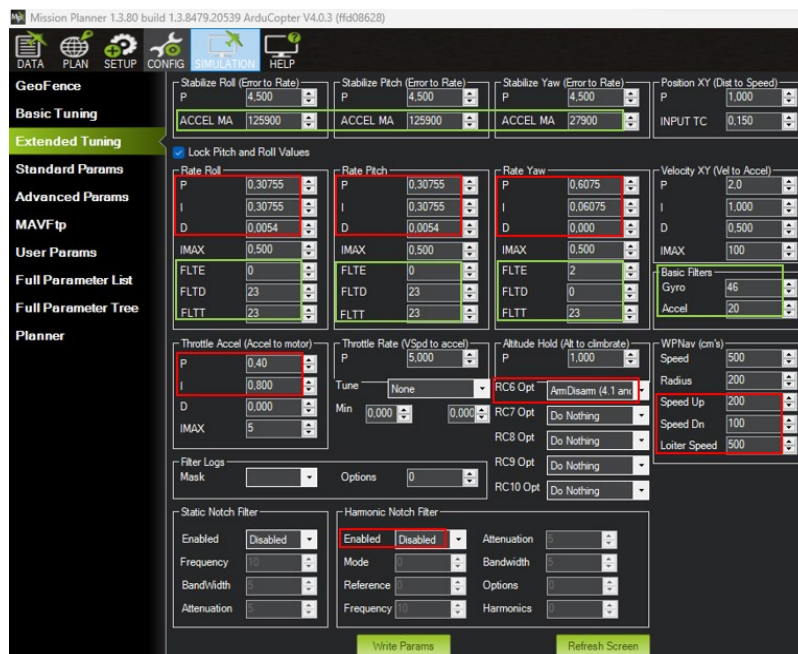 Mission Planner 1.3.80 build 1.3.8479.20539 ArduCopter V4.0.3 (ffd08628)
DATA PLAN SETUP CONFIG SIMULATION HELP
GeoFence
Basic Tuning
Extended Tuning
Standard Params
Advanced Params
MAVFtp
User Params
Full Parameter List
Full Parameter Tree
Planner
Stabilize Roll (Error to Rate)
P 4,500
ACCEL MA 125900
Stabilize Pitch (Error to Rate)
P 4,500
ACCEL MA 125900
Stabilize Yaw (Error to Rate)
P 4,500
ACCEL MA 27900
Position XY (Dist to Speed)
P 1,000
INPUT TC 0,150
Lock Pitch and Roll Values
Rate Roll
P 0,30755
I 0,30755
D 0,0054
IMAX 0,500
FLTE 0
FLTD 23
FLTT 23
Rate Pitch
P 0,30755
I 0,30755
D 0,0054
IMAX 0,500
FLTE 0
FLTD 23
FLTT 23
Rate Yaw
P 0,6075
I 0,06075
D 0,000
IMAX 0,500
FLTE 2
FLTD 0
FLTT 23
Velocity XY (Vel to Accel)
P 2,0
I 1,000
D 0,500
IMAX 100
Basic Filters
Gyro 46
Accel 20
Throttle Accel (Accel to motor)
P 0,40
I 0,800
D 0,000
IMAX 5
Throttle Rate (VSpd to accel)
P 5,000
Tune None
Min 0,000 0,000
Altitude Hold (Alt to climbrate)
P 1,000
RC6 Opt ArmDisarm (4.1 and
RC7 Opt Do Nothing
RC8 Opt Do Nothing
RC9 Opt Do Nothing
RC10 Opt Do Nothing
WPNav (cm's)
Speed 500
Radius 200
Speed Up 200
Speed Dn 100
Loiter Speed 500
Filter Logs
Mask
Options 0
Static Notch Filter
Enabled Disabled
Frequency 10
BandWidth 5
Attenuation 5
Harmonic Notch Filter
Enabled Disabled
Mode 0
Reference 0
Frequency 10
Attenuation 5
Bandwidth 5
Options 0
Harmonics 0
Write Params
Refresh Screen